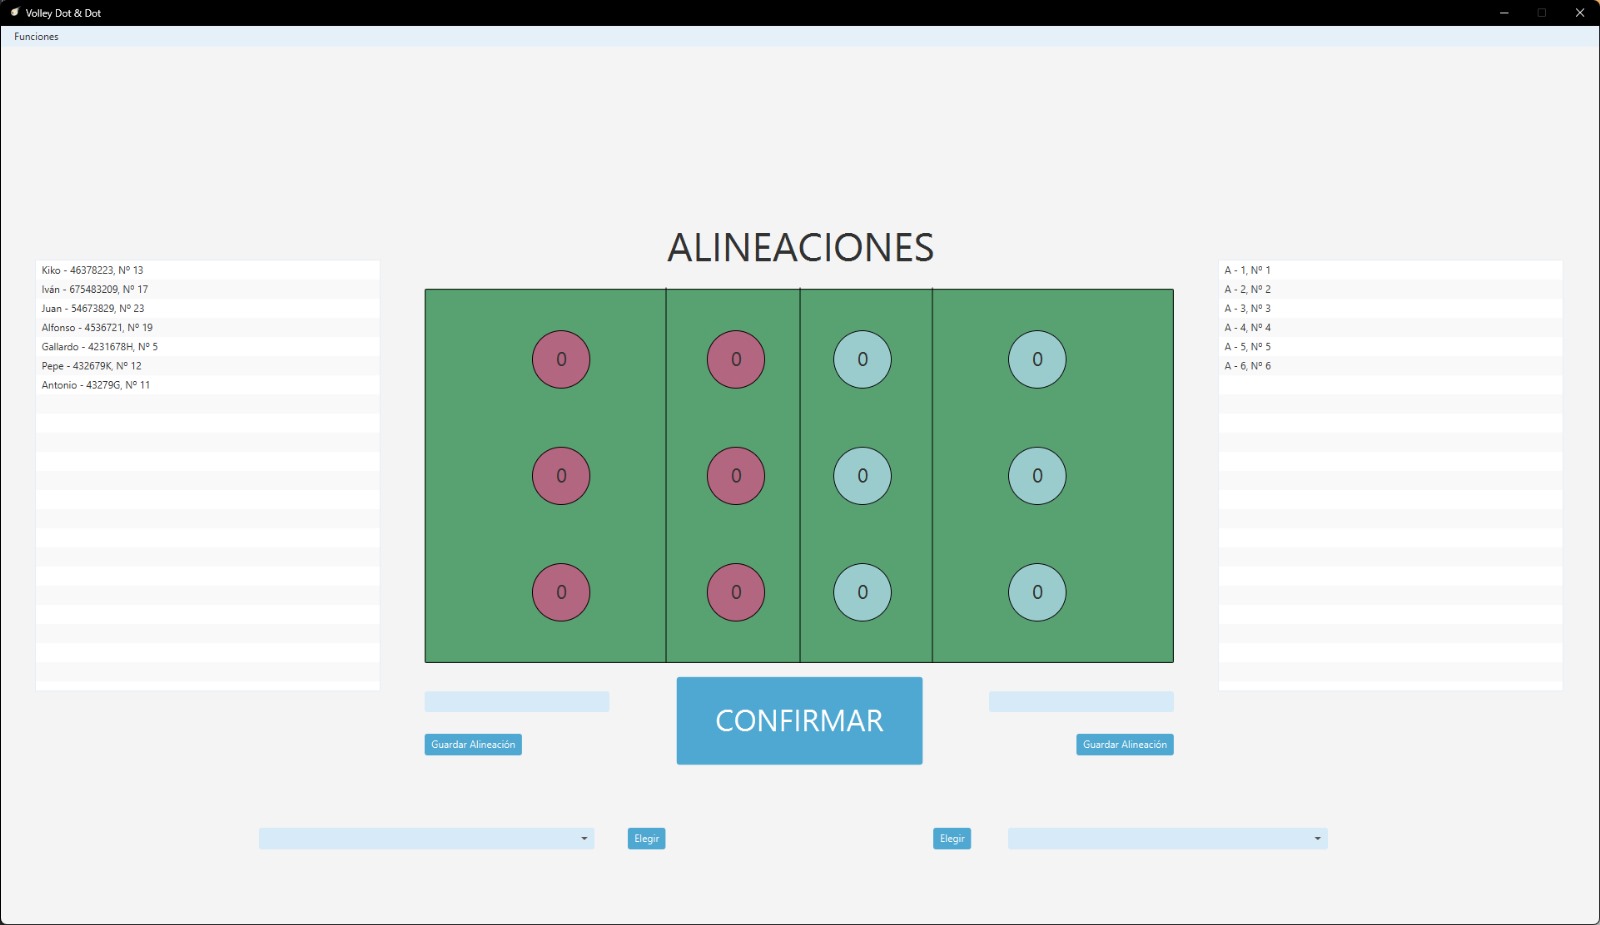 Volley Dot & Dot
Funciones
ALINEACIONES
Kiko - 46378223, Nº 13
Iván - 675483209, Nº 17
Juan - 54673829, Nº 23
Alfonso - 4536721, Nº 19
Gallardo - 4231678H, Nº 5
Pepe - 432679K, Nº 12
Antonio - 43279G, Nº 11
0 0 0 0
0 0 0 0
0 0 0 0
A - 1, Nº 1
A - 2, Nº 2
A - 3, Nº 3
A - 4, Nº 4
A - 5, Nº 5
A - 6, Nº 6
CONFIRMAR
Guardar Alineación
Guardar Alineación
Elegir
Elegir